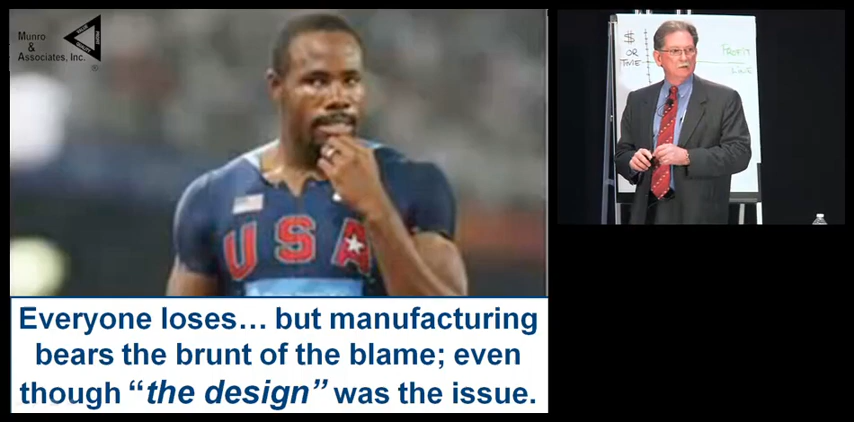 Munro
&
Associates, Inc.
®
USA
Everyone loses… but manufacturing
bears the brunt of the blame; even
though “the design” was the issue.
$
OR
TIME
PROFIT
LINE